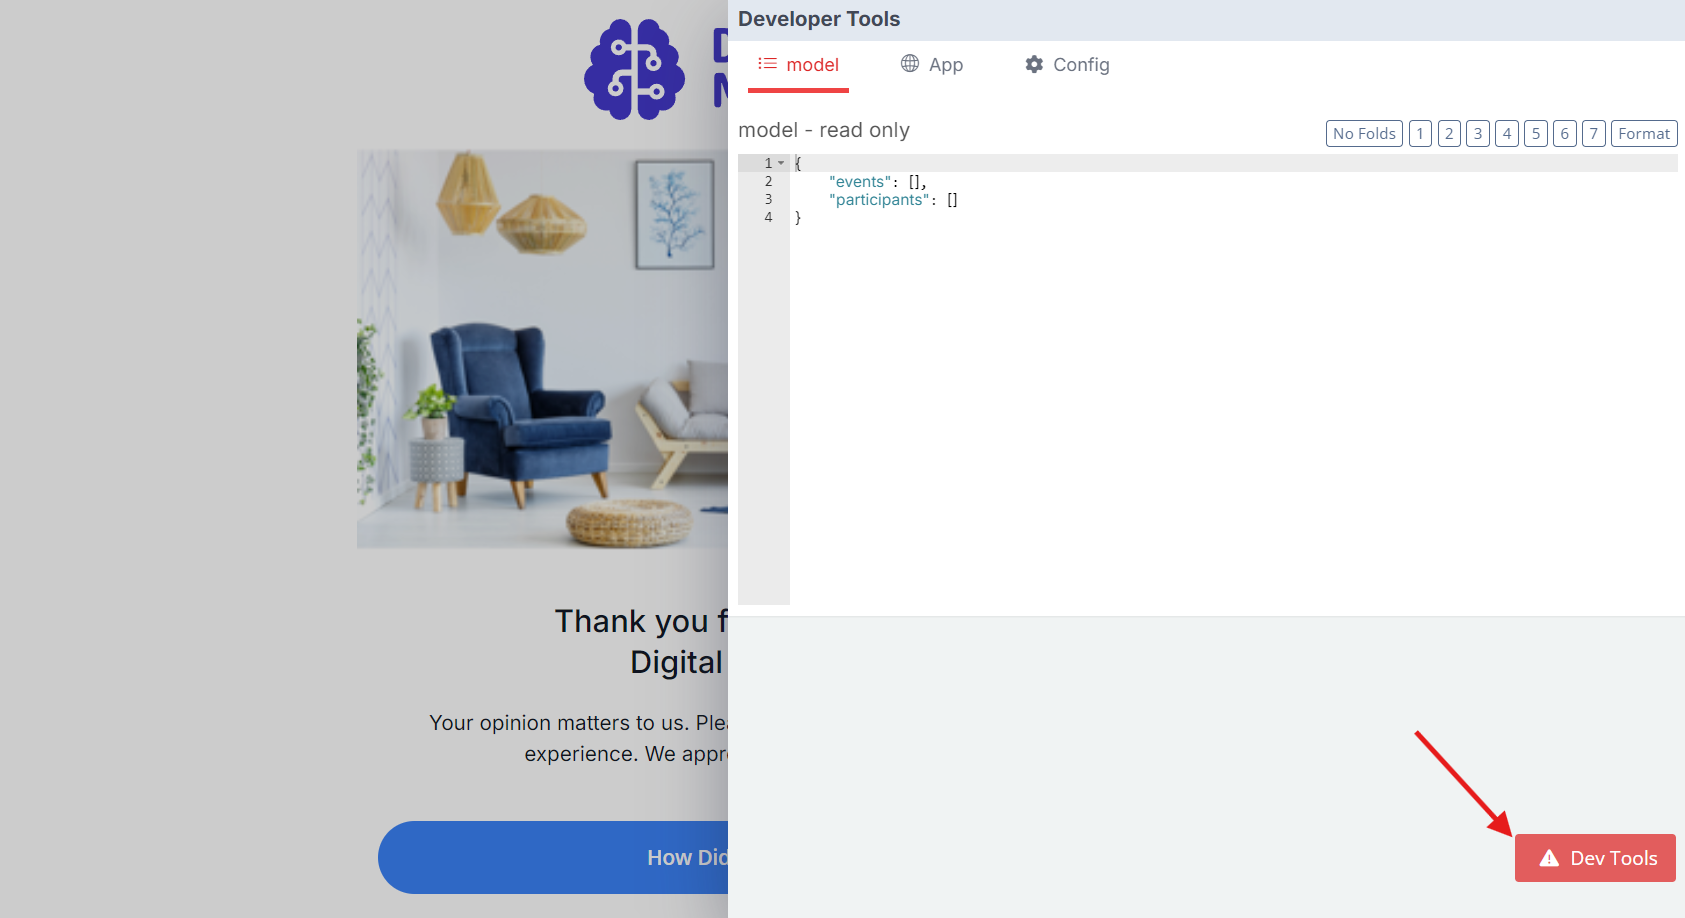 Developer Tools
model App Config
model - read only
No Folds 1 2 3 4 5 6 7 Format
1 {
2 "events": [],
3 "participants": []
4 }
Thank you f
Digital
Your opinion matters to us. Plea
experience. We appr
How Did
Dev Tools